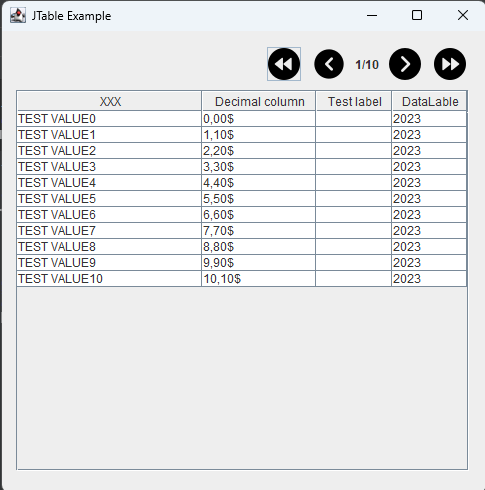 JTable Example
1/10
XXX Decimal column Test label DataLable
TEST VALUE0 0,00$ 2023
TEST VALUE1 1,10$ 2023
TEST VALUE2 2,20$ 2023
TEST VALUE3 3,30$ 2023
TEST VALUE4 4,40$ 2023
TEST VALUE5 5,50$ 2023
TEST VALUE6 6,60$ 2023
TEST VALUE7 7,70$ 2023
TEST VALUE8 8,80$ 2023
TEST VALUE9 9,90$ 2023
TEST VALUE10 10,10$ 2023